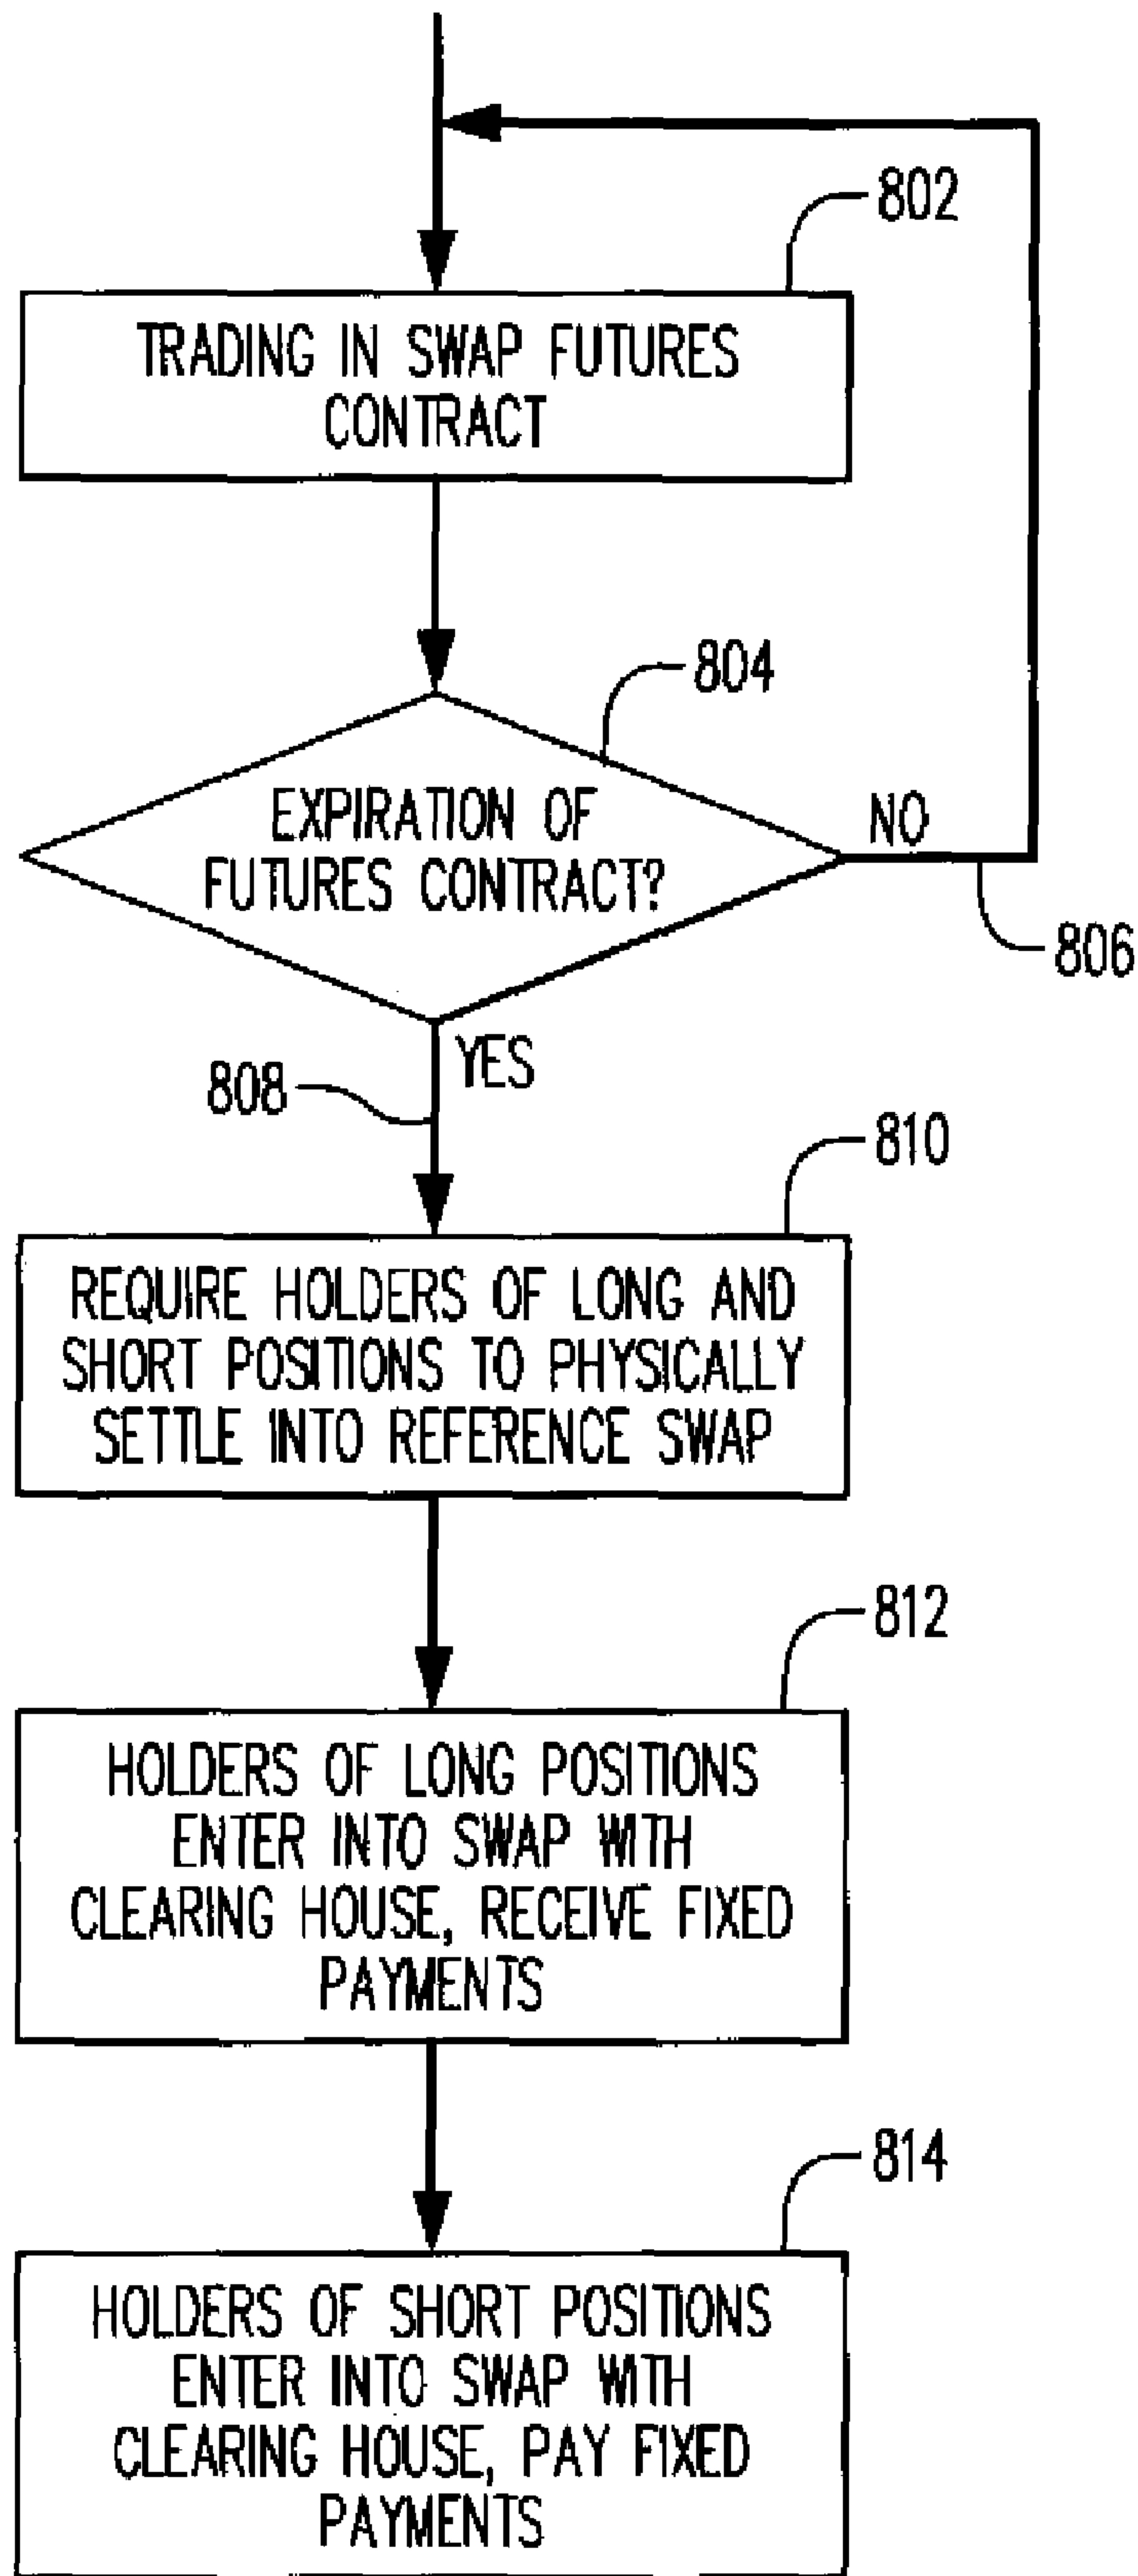 802
TRADING IN SWAP FUTURES
CONTRACT
804
EXPIRATION OF
FUTURES CONTRACT?
NO
806
YES
808
810
REQUIRE HOLDERS OF LONG AND
SHORT POSITIONS TO PHYSICALLY
SETTLE INTO REFERENCE SWAP
812
HOLDERS OF LONG POSITIONS
ENTER INTO SWAP WITH
CLEARING HOUSE, RECEIVE FIXED
PAYMENTS
814
HOLDERS OF SHORT POSITIONS
ENTER INTO SWAP WITH
CLEARING HOUSE, PAY FIXED
PAYMENTS